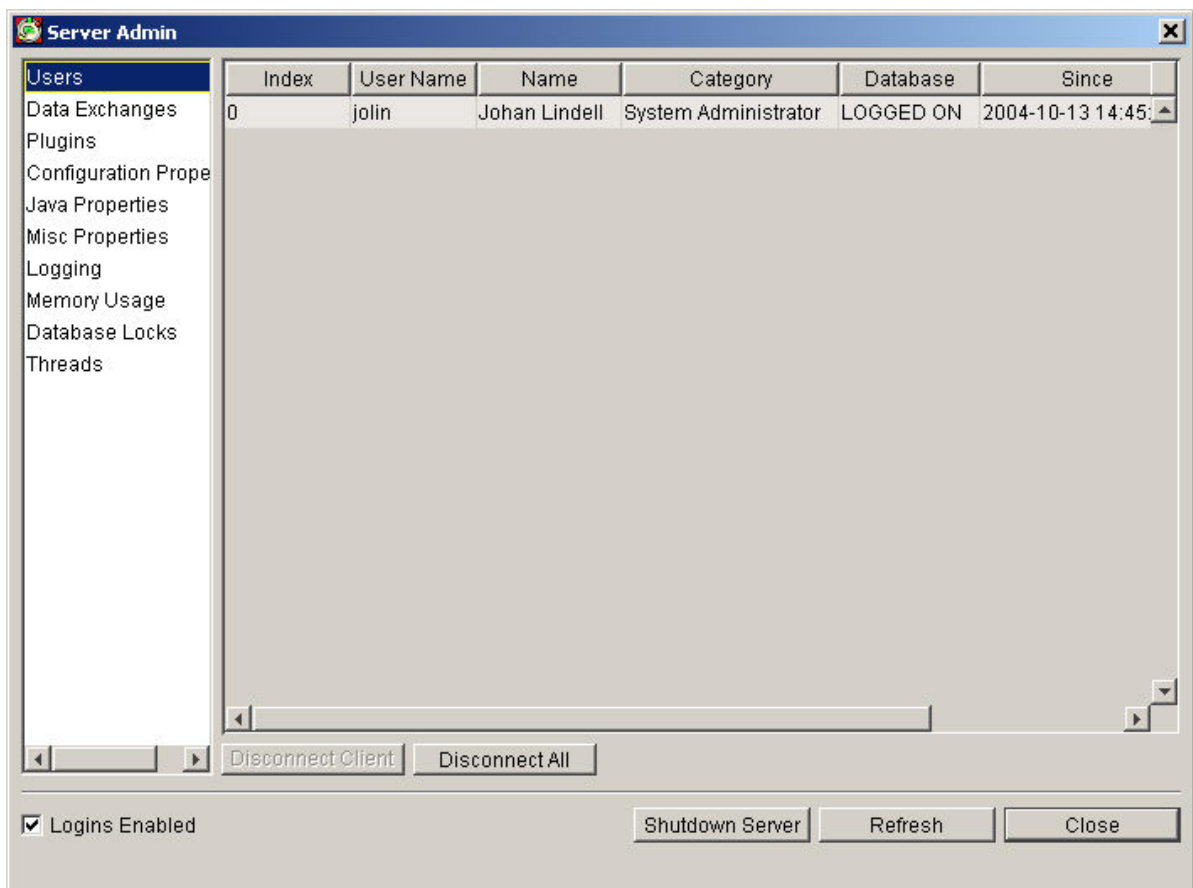 Server Admin
Users
Data Exchanges
Plugins
Configuration Prope
Java Properties
Misc Properties
Logging
Memory Usage
Database Locks
Threads
Index User Name Name Category Database Since
0 jolin Johan Lindell System Administrator LOGGED ON 2004-10-13 14:45:
Disconnect Client Disconnect All
Logins Enabled Shutdown Server Refresh Close